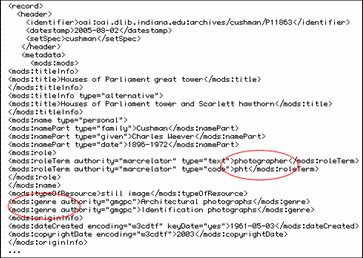 <record>
<header>
<identifier>oai:oai.dlib.indiana.edu:archives/cushman/P11863</identifier>
<datestamp>2005-08-02</datestamp>
<setSpec>cushman</setSpec>
</header>
<metadata>
<mods:mods>
<mods:titleInfo>
<mods:title>Houses of Parliament great tower</mods:title>
</mods:titleInfo>
<mods:titleInfo type="alternative">
<mods:title>Houses of Parliament tower and Scarlett hawthorn</mods:title>
</mods:titleInfo>
<mods:name type="personal">
<mods:namePart type="family">Cushman</mods:namePart>
<mods:namePart type="given">Charles Weever</mods:namePart>
<mods:namePart type="date">1896-1972</mods:namePart>
<mods:role>
<mods:roleTerm authority="marcrelator" type="text">photographer</mods:roleTerm>
<mods:roleTerm authority="marcrelator" type="code">pht</mods:roleTerm>
</mods:role>
</mods:name>
<mods:typeOfResource>still image</mods:typeOfResource>
<mods:genre authority="gmgpc">Architectural photographs</mods:genre>
<mods:genre authority="gmgpc">Identification photographs</mods:genre>
<mods:originInfo>
<mods:dateCreated encoding="w3cdtf" keyDate="yes">1961-05-03</mods:dateCreated>
<mods:copyrightDate encoding="w3cdtf">2003</mods:copyrightDate>
</mods:originInfo>
...